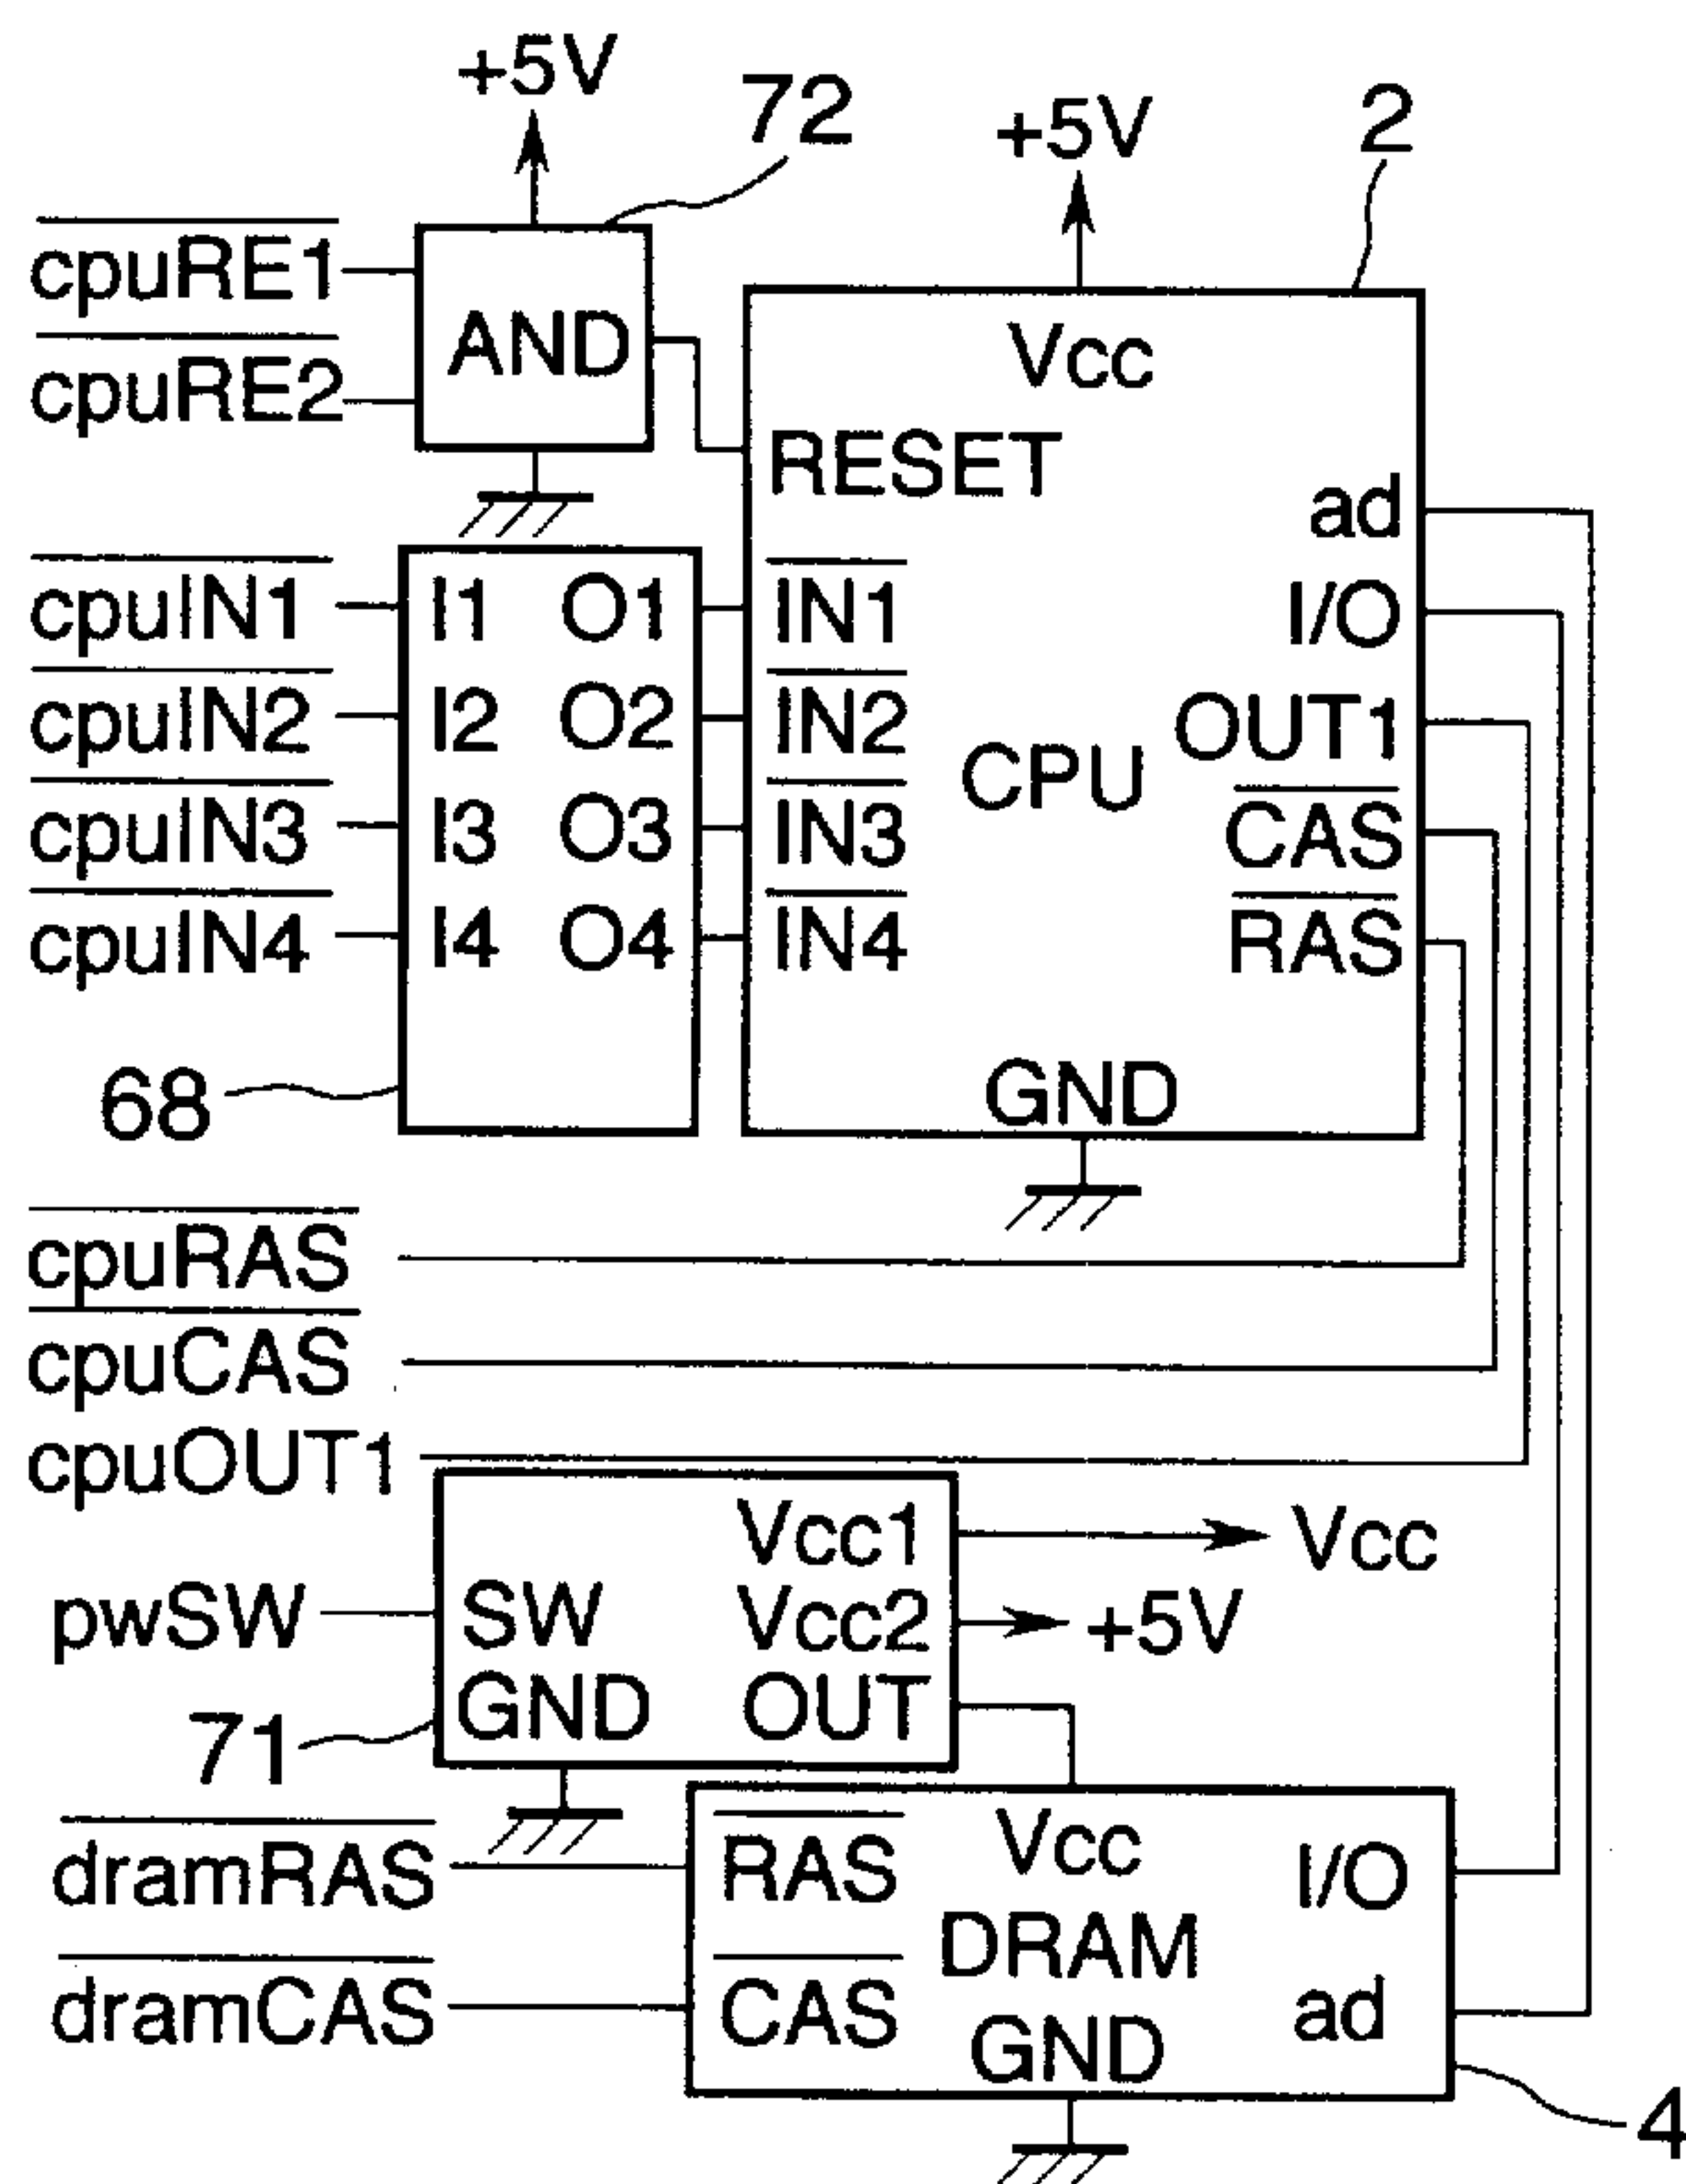 +5V 72 +5V 2
cpuRE1
AND
Vcc
cpuRE2
RESET
ad
cpuIN1 I1 O1 IN1 I/O
cpuIN2 I2 O2 IN2 OUT1
CPU
cpuIN3 I3 O3 IN3 CAS
cpuIN4 I4 O4 IN4 RAS
68
GND
cpuRAS
cpuCAS
cpuOUT1
Vcc1 Vcc
pwSW SW Vcc2 +5V
GND OUT
71
dramRAS RAS Vcc I/O
DRAM
dramCAS CAS ad
GND
4